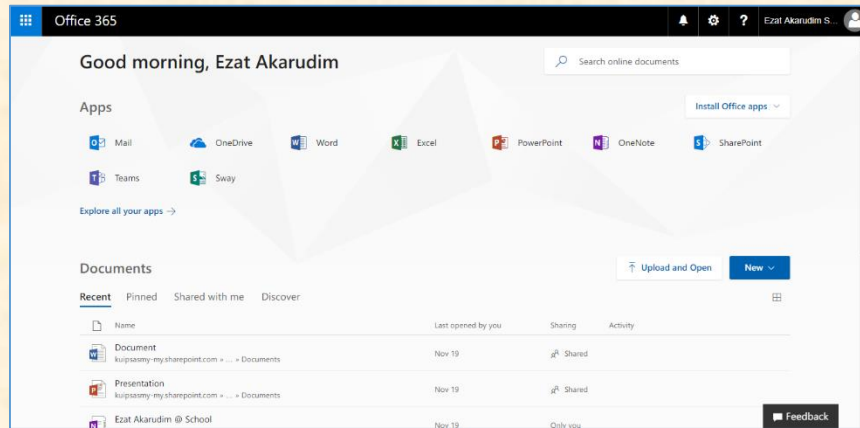 Office 365
?
Ezat Akarudim S...
Good morning, Ezat Akarudim
Search online documents
Apps
Install Office apps
Mail
OneDrive
Word
Excel
PowerPoint
OneNote
SharePoint
Teams
Sway
Explore all your apps →
Documents
Upload and Open
New
Recent Pinned Shared with me Discover
Name Last opened by you Sharing Activity
Document
kuipsasmy-my.sharepoint.com » ... » Documents
Nov 19 Shared
Presentation
kuipsasmy-my.sharepoint.com » ... » Documents
Nov 19 Shared
Ezat Akarudim @ School
Nov 19 Only you
Feedback